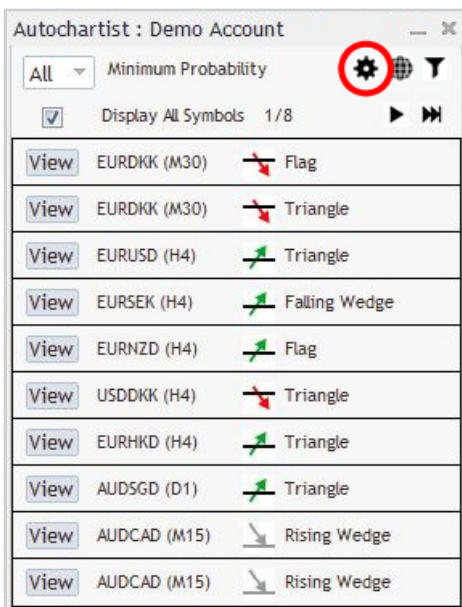 Autochartist : Demo Account
All Minimum Probability
Display All Symbols 1/8
View EURDKK (M30) Flag
View EURDKK (M30) Triangle
View EURUSD (H4) Triangle
View EURSEK (H4) Falling Wedge
View EURNZD (H4) Flag
View USDDKK (H4) Triangle
View EURHKD (H4) Triangle
View AUDSGD (D1) Triangle
View AUDCAD (M15) Rising Wedge
View AUDCAD (M15) Rising Wedge